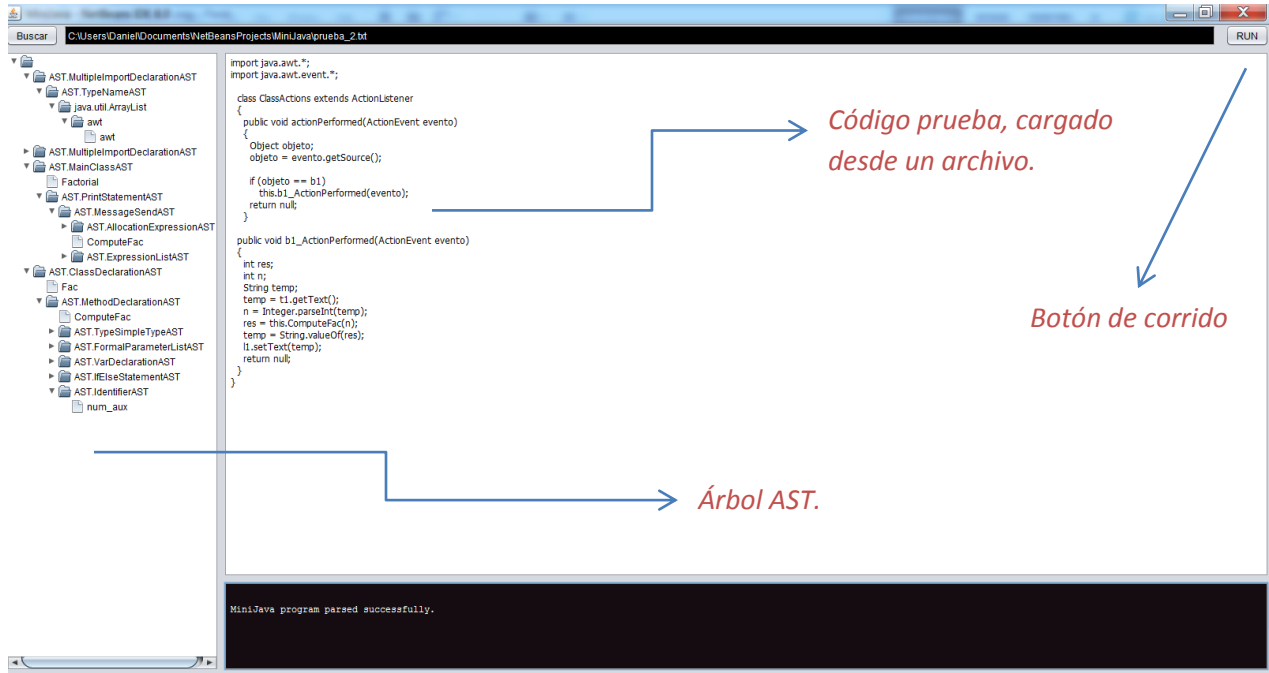 Buscar
C:\Users\Daniel\Documents\NetBeansProjects\MiniJava\prueba_2.txt
RUN
AST.MultipleImportDeclarationAST
AST.TypeNameAST
java.util.ArrayList
awt
awt
AST.MultipleImportDeclarationAST
AST.MainClassAST
Factorial
AST.PrintStatementAST
AST.MessageSendAST
AST.AllocationExpressionAST
ComputeFac
AST.ExpressionListAST
AST.ClassDeclarationAST
Fac
AST.MethodDeclarationAST
ComputeFac
AST.TypeSimpleTypeAST
AST.FormalParameterListAST
AST.VarDeclarationAST
AST.IfElseStatementAST
AST.IdentifierAST
num_aux
import java.awt.*;
import java.awt.event.*;
class ClassActions extends ActionListener
{
public void actionPerformed(ActionEvent evento)
{
Object objeto;
objeto = evento.getSource();
if (objeto == b1)
this.b1_ActionPerformed(evento);
return null;
}
public void b1_ActionPerformed(ActionEvent evento)
{
int res;
int n;
String temp;
temp = t1.getText();
n = Integer.parseInt(temp);
res = this.ComputeFac(n);
temp = String.valueOf(res);
l1.setText(temp);
return null;
}
}
Código prueba, cargado
desde un archivo.
Botón de corrido
Árbol AST.
MiniJava program parsed successfully.